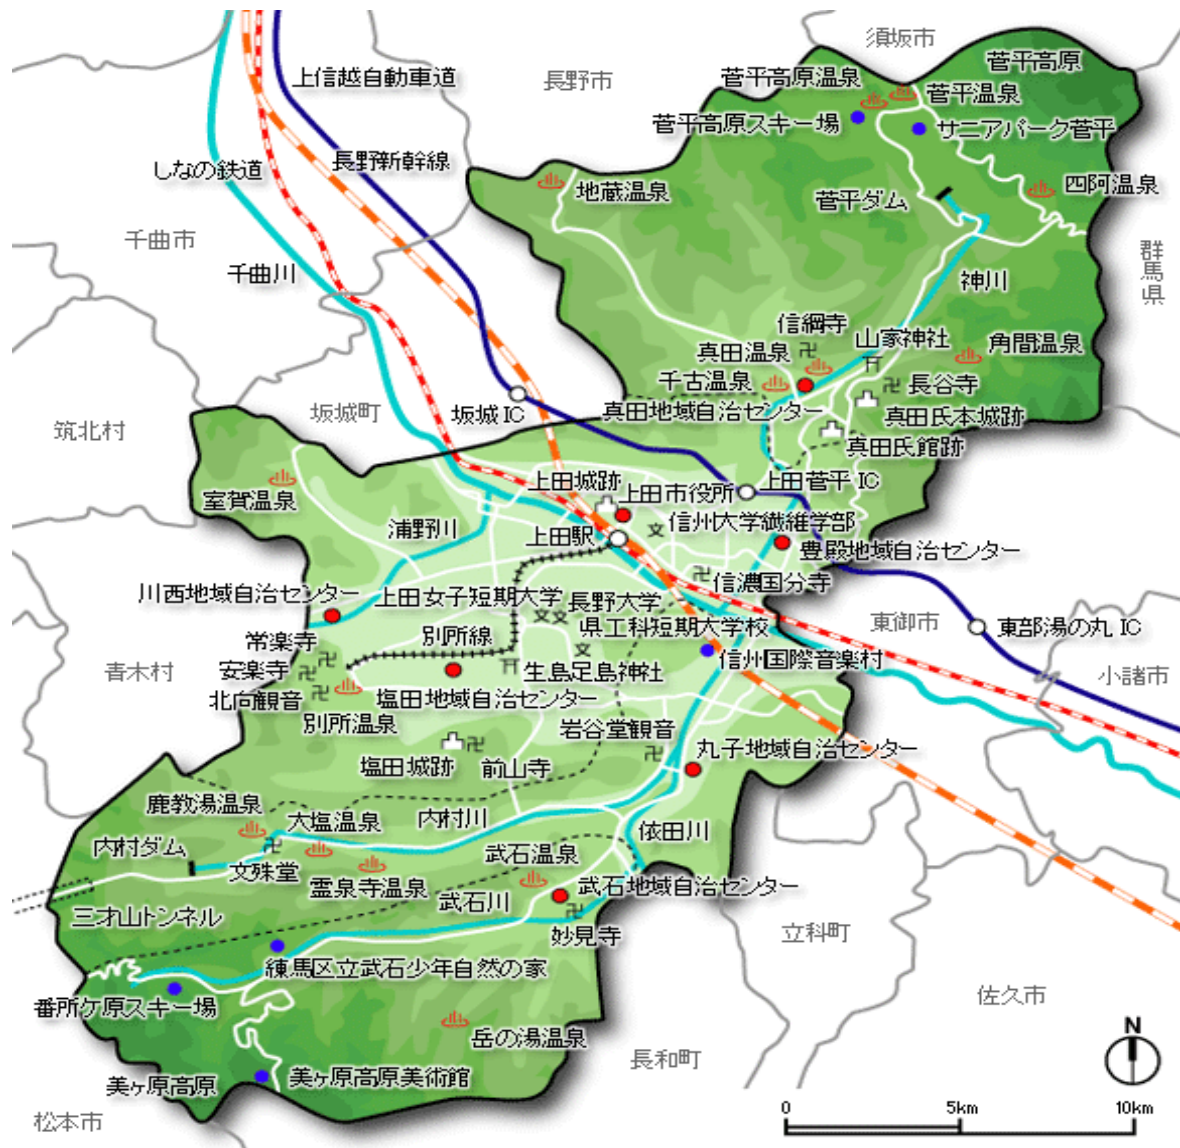 須坂市
菅平高原
上信越自動車道
長野市
菅平高原温泉
菅平温泉
菅平高原スキー場
サニアパーク菅平
長野新幹線
しなの鉄道
地蔵温泉
菅平ダム
四阿温泉
千曲市
千曲川
群馬県
神川
信綱寺
山家神社
真田温泉
角間温泉
千古温泉
長谷寺
坂城町
坂城IC
真田地域自治センター
真田氏本城跡
筑北村
真田氏館跡
上田城跡
上田菅平IC
室賀温泉
上田市役所
浦野川
上田駅
信州大学繊維学部
豊殿地域自治センター
信濃国分寺
川西地域自治センター
上田女子短期大学
長野大学
東御市
東部湯の丸IC
常楽寺
別所線
県工科短期大学校
安楽寺
生島足島神社
信州国際音楽村
青木村
小諸市
北向観音
塩田地域自治センター
別所温泉
岩谷堂観音
丸子地域自治センター
塩田城跡
前山寺
鹿教湯温泉
大塩温泉
内村川
依田川
内村ダム
文殊堂
武石温泉
霊泉寺温泉
武石川
武石地域自治センター
三才山トンネル
妙見寺
立科町
練馬区立武石少年自然の家
番所ケ原スキー場
佐久市
岳の湯温泉
長和町
N
美ヶ原高原
美ヶ原高原美術館
松本市
0
5km
10km